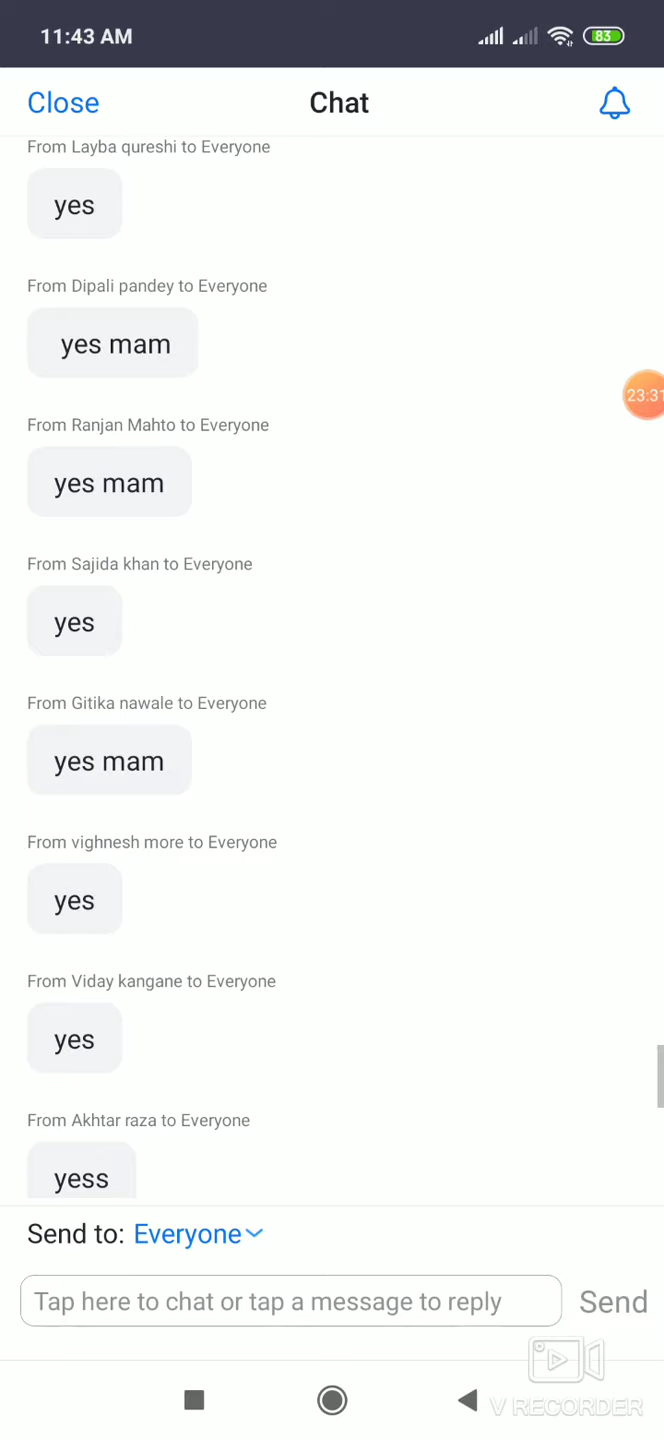 11:43 AM
83
Close
Chat
From Layba qureshi to Everyone
yes
From Dipali pandey to Everyone
yes mam
23:31
From Ranjan Mahto to Everyone
yes mam
From Sajida khan to Everyone
yes
From Gitika nawale to Everyone
yes mam
From vighnesh more to Everyone
yes
From Viday kangane to Everyone
yes
From Akhtar raza to Everyone
yess
Send to: Everyone
Tap here to chat or tap a message to reply
Send
V RECORDER